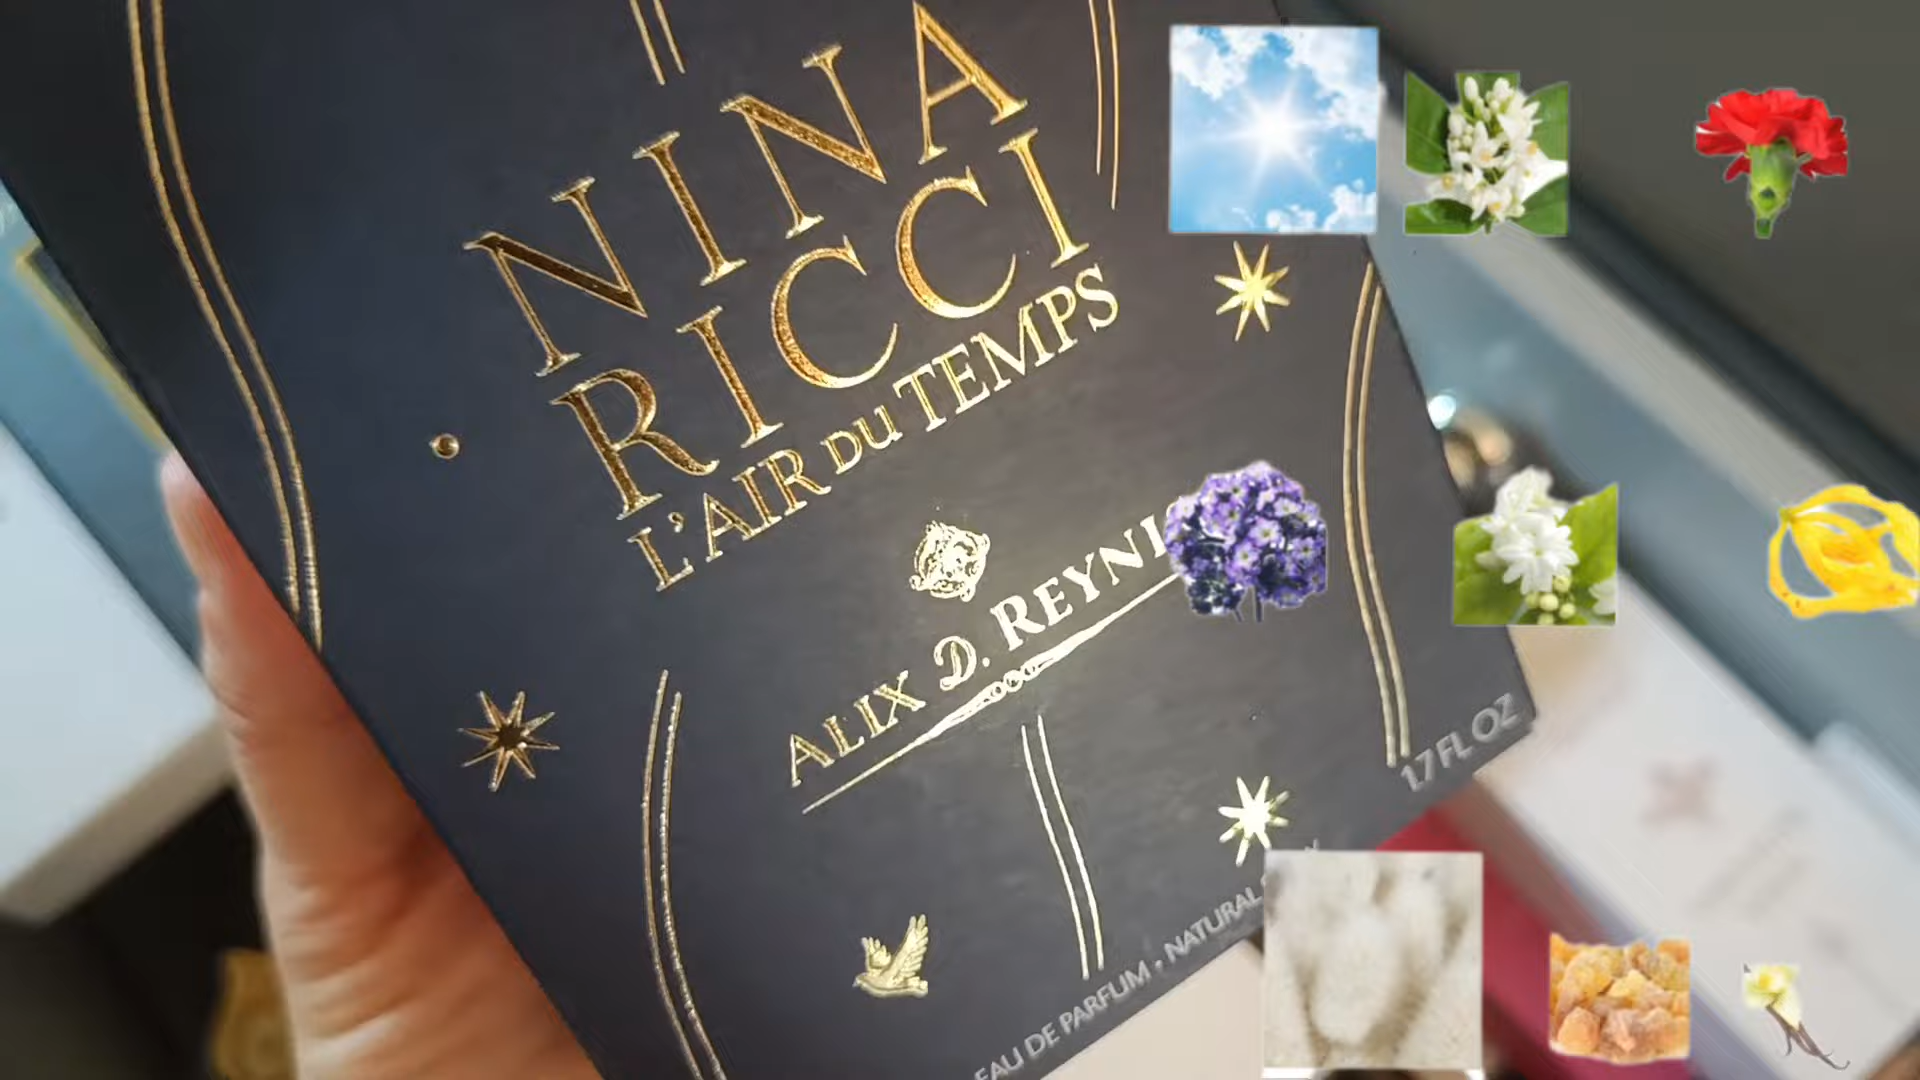 NINA
RICCI
L'AIR DU TEMPS
ALIX D. REYNI
1.7 FL OZ
EAU DE PARFUM . NATURAL